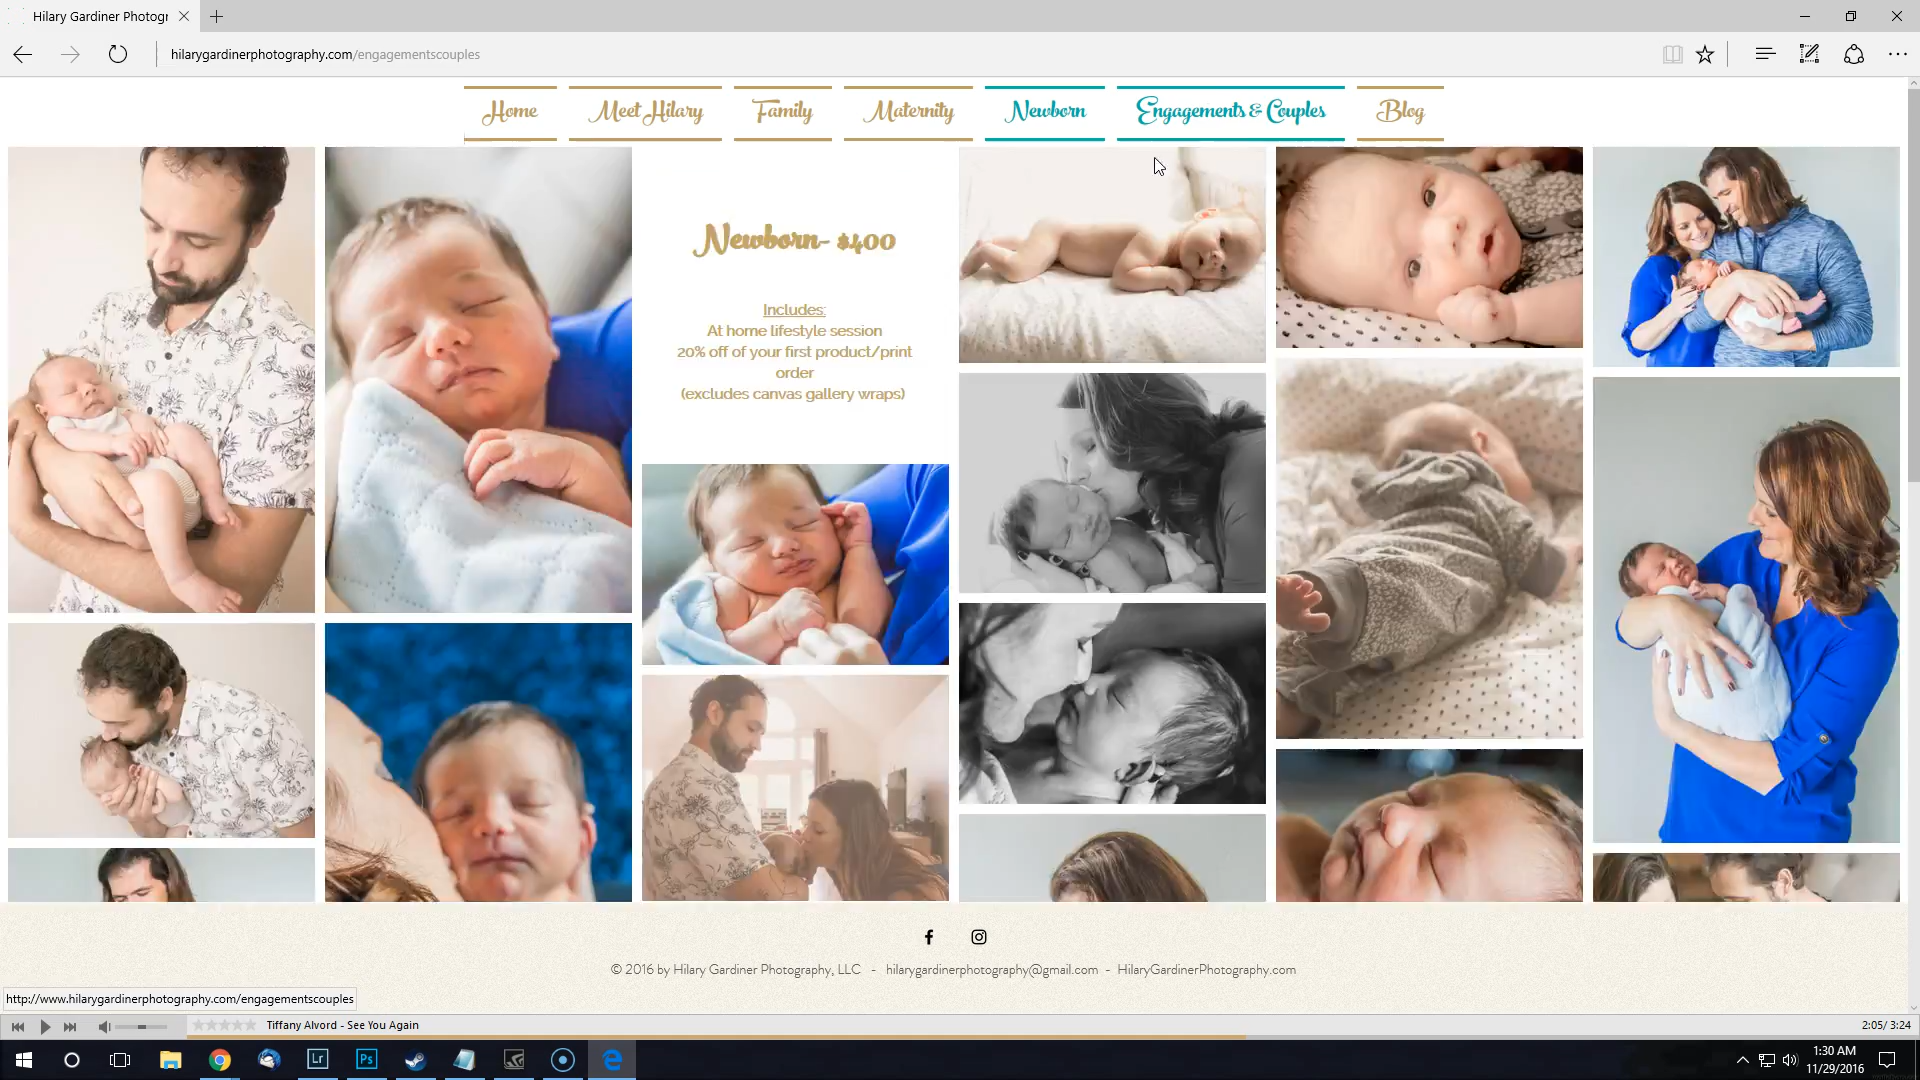 Hilary Gardiner Photogr
hilarygardinerphotography.com/engagementscouples
Home
Meet Hilary
Family
Maternity
Newborn
Engagements & Couples
Blog
Newborn- $400
Includes:
At home lifestyle session
20% off of your first product/print
order
(excludes canvas gallery wraps)
© 2016 by Hilary Gardiner Photography, LLC - hilarygardinerphotography@gmail.com - HilaryGardinerPhotography.com
http://www.hilarygardinerphotography.com/engagementscouples
Tiffany Alvord - See You Again
2:05/ 3:24
Lr
Ps
1:30 AM
11/29/2016